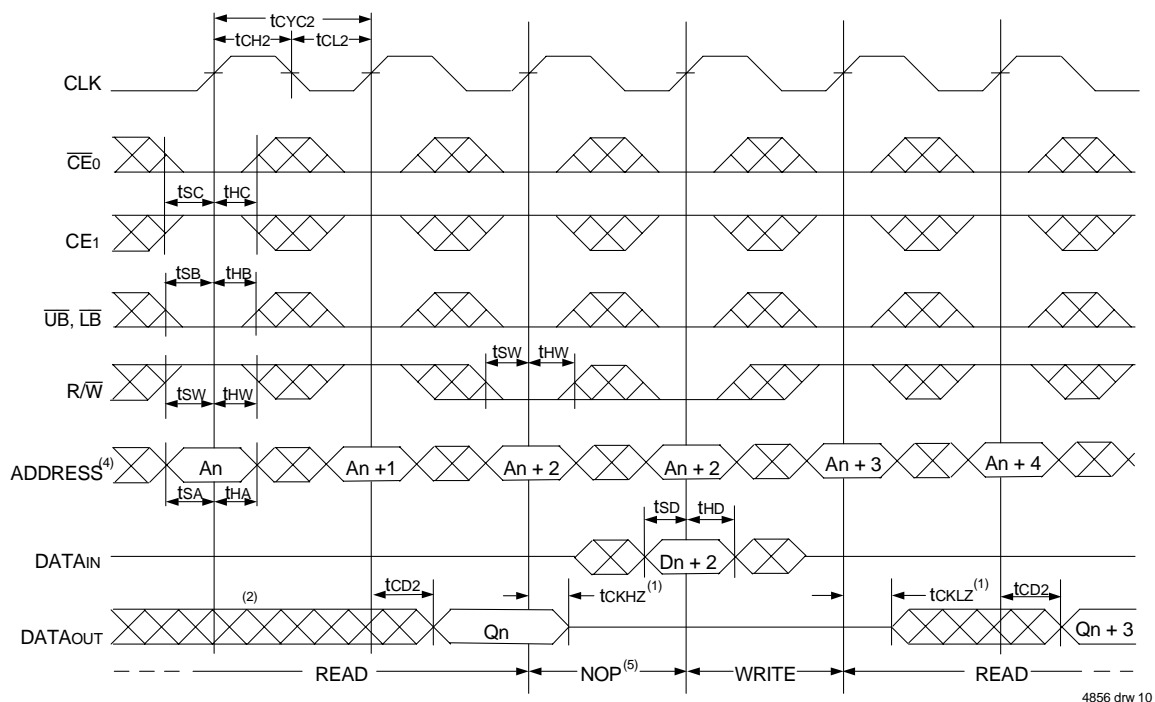 tCYC2
tCH2 tCL2
CLK
CE0
tSC tHC
CE1
tSB tHB
UB, LB
tSW tHW
R/W
tSW tHW
ADDRESS(4) An An +1 An + 2 An + 2 An + 3 An + 4
tSA tHA
tSD tHD
DATAIN Dn + 2
tCD2 tCKHZ(1) tCKLZ(1) tCD2
(2)
DATAOUT Qn Qn + 3
READ NOP(5) WRITE READ
4856 drw 10